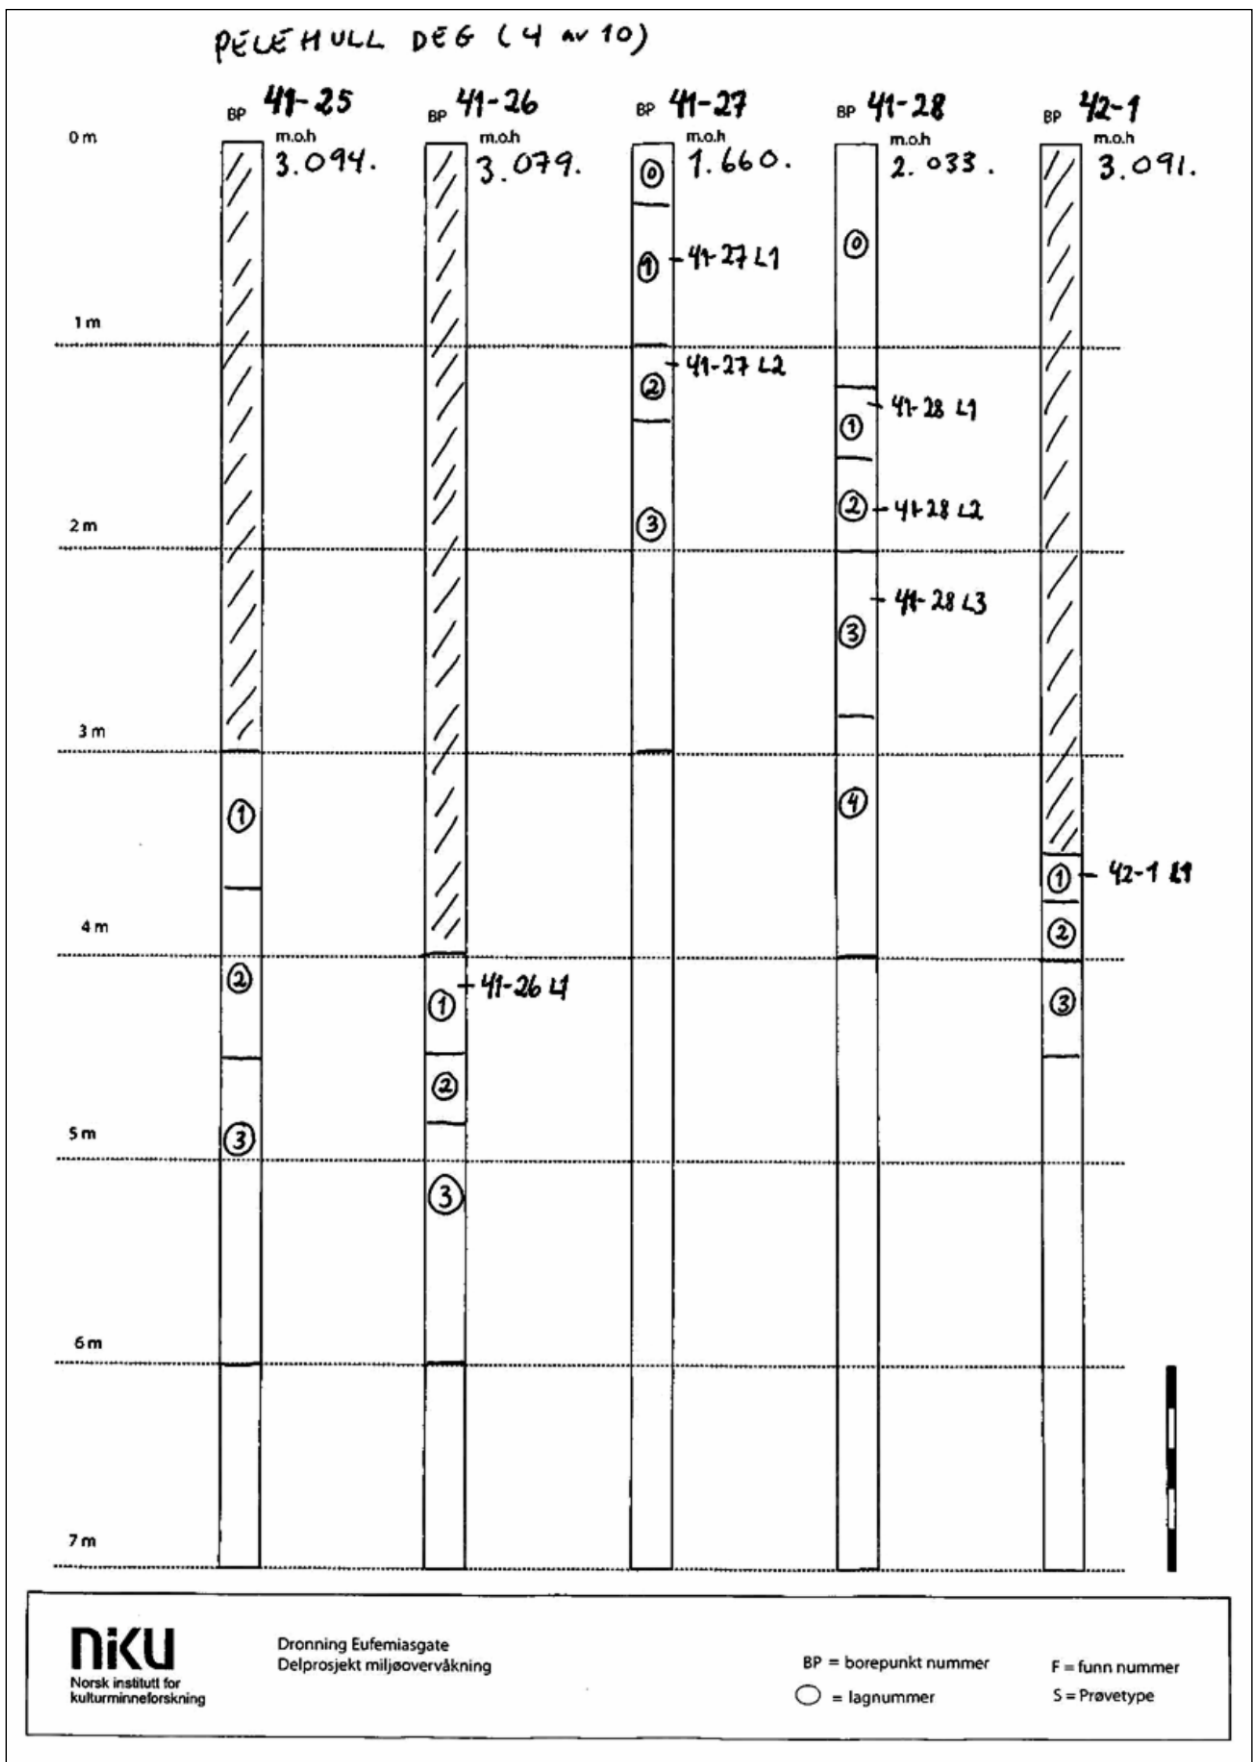 PELEHULL DEG (4 av 10)
BP 41-25
BP 41-26
BP 41-27
BP 41-28
BP 42-1
0 m
m.o.h
3.094.
m.o.h
3.079.
m.o.h
1.660.
m.o.h
2.033.
m.o.h
3.091.
0
0
1
41-27 L1
1 m
2
41-27 L2
1
41-28 L1
2
41-28 L2
2 m
3
41-28 L3
3
3 m
1
4
1
42-1 L1
2
4 m
2
1
41-26 L1
3
2
5 m
3
3
6 m
7 m
NIKU
Norsk institutt for
kulturminneforskning
Dronning Eufemiasgate
Delprosjekt miljøovervåkning
BP = borepunkt nummer
= lagnummer
F = funn nummer
S = Prøvetype